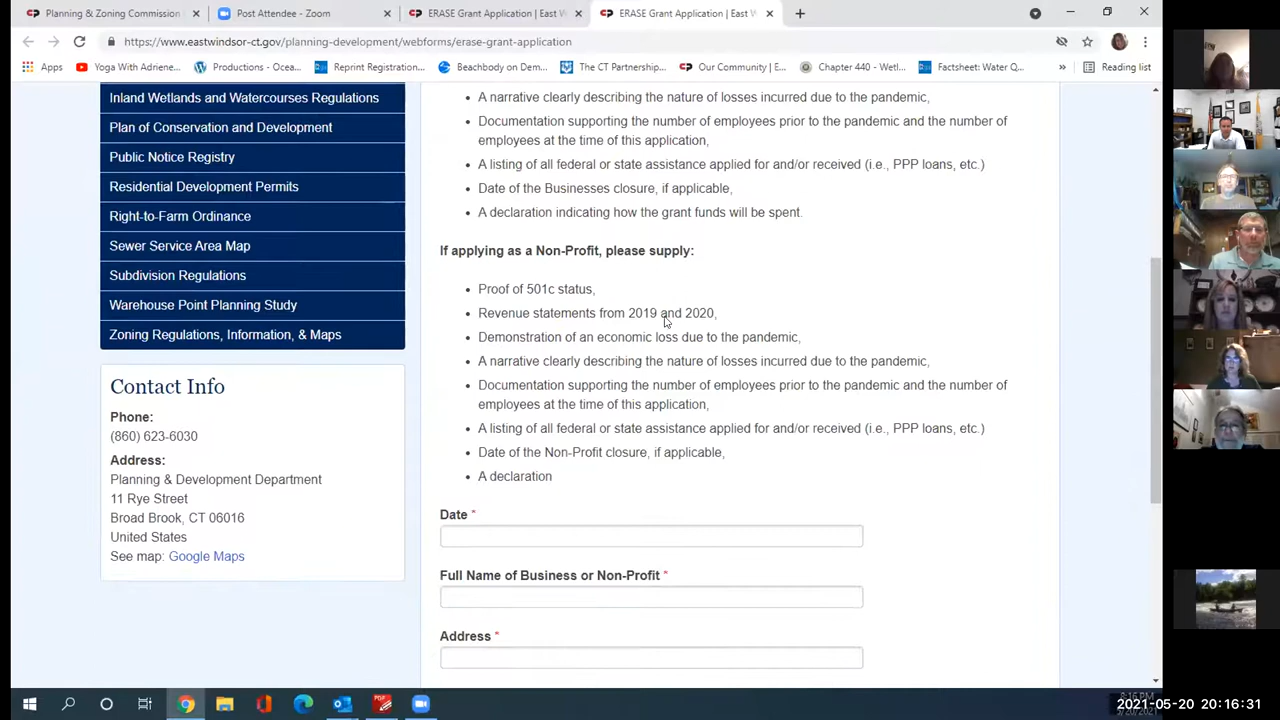 Planning & Zoning Commission
Post Attendee - Zoom
ERASE Grant Application | East W
ERASE Grant Application | East W
https://www.eastwindsor-ct.gov/planning-development/webforms/erase-grant-application
Apps
Yoga With Adriene...
Productions - Ocea...
Reprint Registration...
Beachbody on Dem...
The CT Partnership...
Our Community | E...
Chapter 440 - Wetl...
Factsheet: Water Q...
Reading list
Inland Wetlands and Watercourses Regulations
Plan of Conservation and Development
Public Notice Registry
Residential Development Permits
Right-to-Farm Ordinance
Sewer Service Area Map
Subdivision Regulations
Warehouse Point Planning Study
Zoning Regulations, Information, & Maps
Contact Info
Phone:
(860) 623-6030
Address:
Planning & Development Department
11 Rye Street
Broad Brook, CT 06016
United States
See map: Google Maps
• A narrative clearly describing the nature of losses incurred due to the pandemic,
• Documentation supporting the number of employees prior to the pandemic and the number of
employees at the time of this application,
• A listing of all federal or state assistance applied for and/or received (i.e., PPP loans, etc.)
• Date of the Businesses closure, if applicable,
• A declaration indicating how the grant funds will be spent.
If applying as a Non-Profit, please supply:
• Proof of 501c status,
• Revenue statements from 2019 and 2020,
• Demonstration of an economic loss due to the pandemic,
• A narrative clearly describing the nature of losses incurred due to the pandemic,
• Documentation supporting the number of employees prior to the pandemic and the number of
employees at the time of this application,
• A listing of all federal or state assistance applied for and/or received (i.e., PPP loans, etc.)
• Date of the Non-Profit closure, if applicable,
• A declaration
Date *
Full Name of Business or Non-Profit *
Address *
8:16 PM
2021-05-20 20:16:31